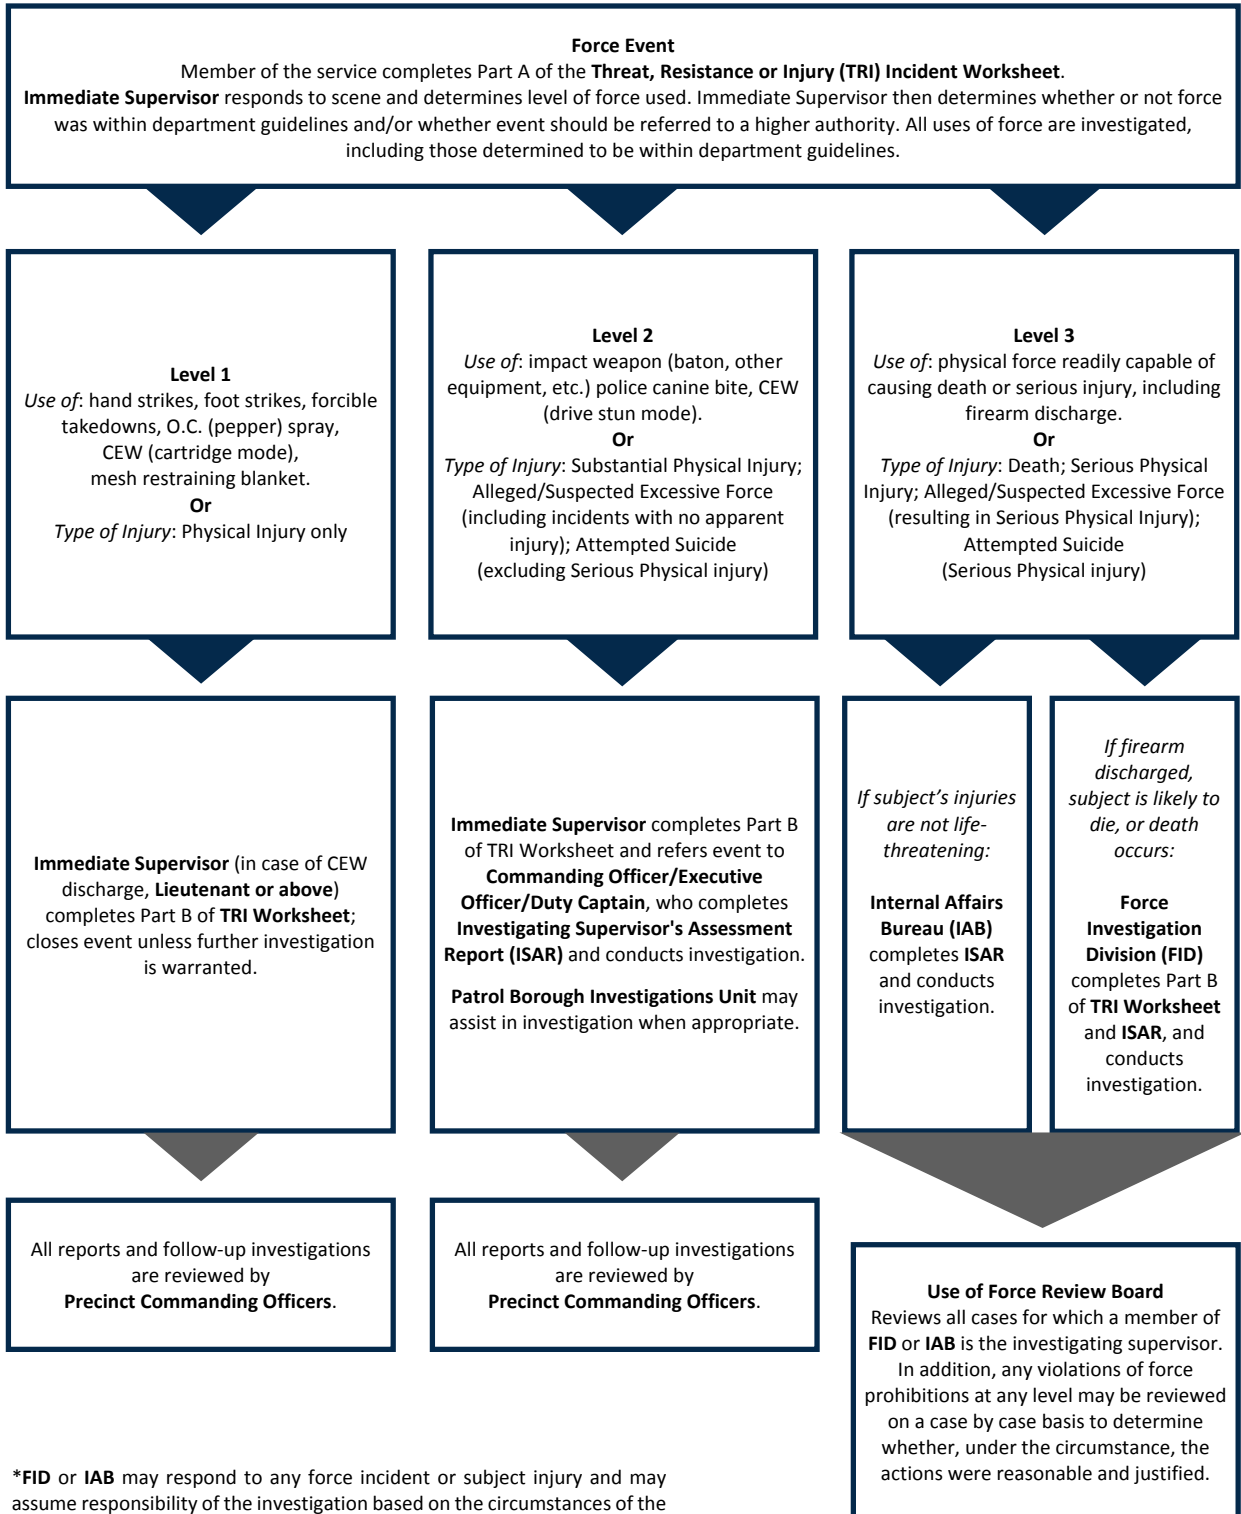 Force Event
Member of the service completes Part A of the Threat, Resistance or Injury (TRI) Incident Worksheet.
Immediate Supervisor responds to scene and determines level of force used. Immediate Supervisor then determines whether or not force
was within department guidelines and/or whether event should be referred to a higher authority. All uses of force are investigated,
including those determined to be within department guidelines.
Level 1
Use of: hand strikes, foot strikes, forcible
takedowns, O.C. (pepper) spray,
CEW (cartridge mode),
mesh restraining blanket.
Or
Type of Injury: Physical Injury only
Level 2
Use of: impact weapon (baton, other
equipment, etc.) police canine bite, CEW
(drive stun mode).
Or
Type of Injury: Substantial Physical Injury;
Alleged/Suspected Excessive Force
(including incidents with no apparent
injury); Attempted Suicide
(excluding Serious Physical injury)
Level 3
Use of: physical force readily capable of
causing death or serious injury, including
firearm discharge.
Or
Type of Injury: Death; Serious Physical
Injury; Alleged/Suspected Excessive Force
(resulting in Serious Physical Injury);
Attempted Suicide
(Serious Physical injury)
Immediate Supervisor (in case of CEW
discharge, Lieutenant or above)
completes Part B of TRI Worksheet;
closes event unless further investigation
is warranted.
Immediate Supervisor completes Part B
of TRI Worksheet and refers event to
Commanding Officer/Executive
Officer/Duty Captain, who completes
Investigating Supervisor's Assessment
Report (ISAR) and conducts investigation.
Patrol Borough Investigations Unit may
assist in investigation when appropriate.
If subject's injuries
are not life-
threatening:
Internal Affairs
Bureau (IAB)
completes ISAR
and conducts
investigation.
If firearm
discharged,
subject is likely to
die, or death
occurs:
Force
Investigation
Division (FID)
completes Part B
of TRI Worksheet
and ISAR, and
conducts
investigation.
All reports and follow-up investigations
are reviewed by
Precinct Commanding Officers.
All reports and follow-up investigations
are reviewed by
Precinct Commanding Officers.
Use of Force Review Board
Reviews all cases for which a member of
FID or IAB is the investigating supervisor.
In addition, any violations of force
prohibitions at any level may be reviewed
on a case by case basis to determine
whether, under the circumstance, the
actions were reasonable and justified.
*FID or IAB may respond to any force incident or subject injury and may
assume responsibility of the investigation based on the circumstances of the